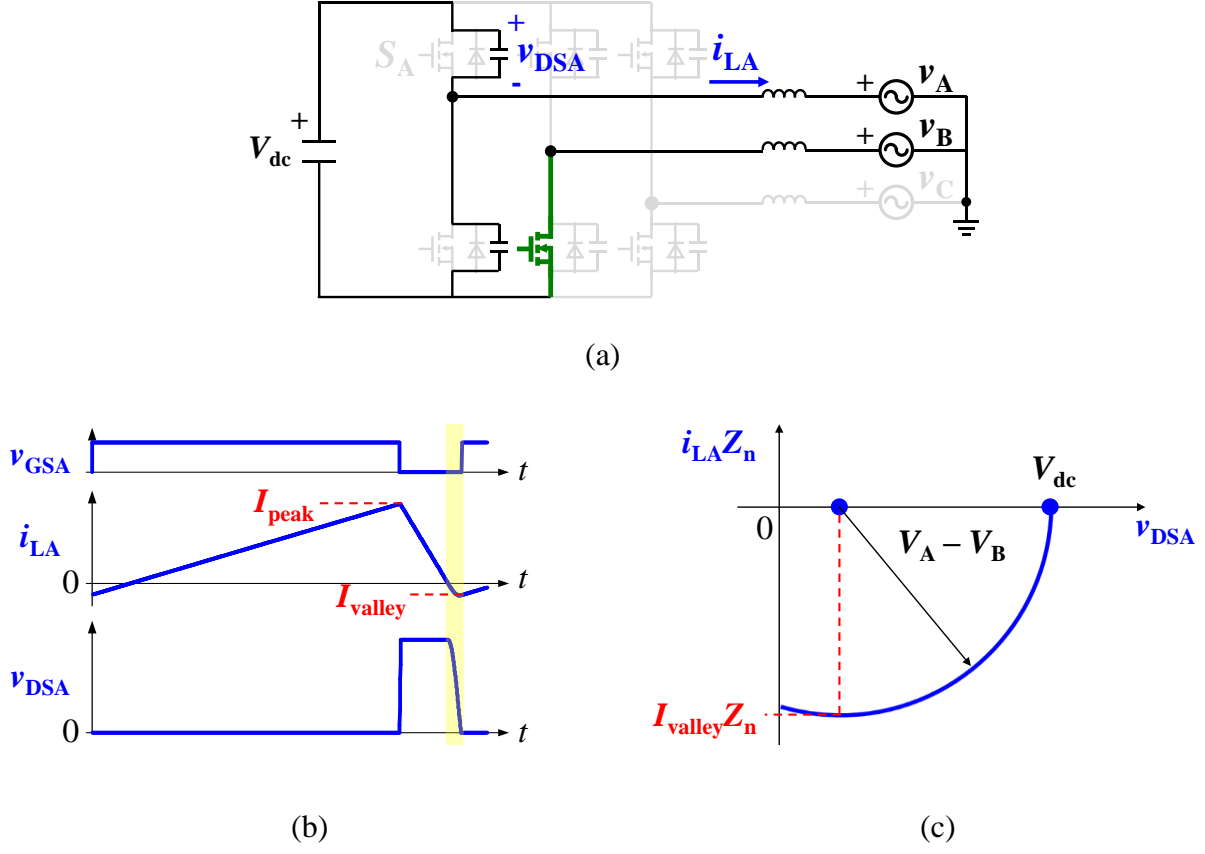 S_A
+
v_DSA
-
i_LA
+ v_A
+ v_B
+ v_C
+
V_dc
(a)
v_GSA
t
I_peak
i_LA
0
t
I_valley
v_DSA
0
t
(b)
i_LA Z_n
V_dc
0
v_DSA
V_A − V_B
I_valley Z_n
(c)